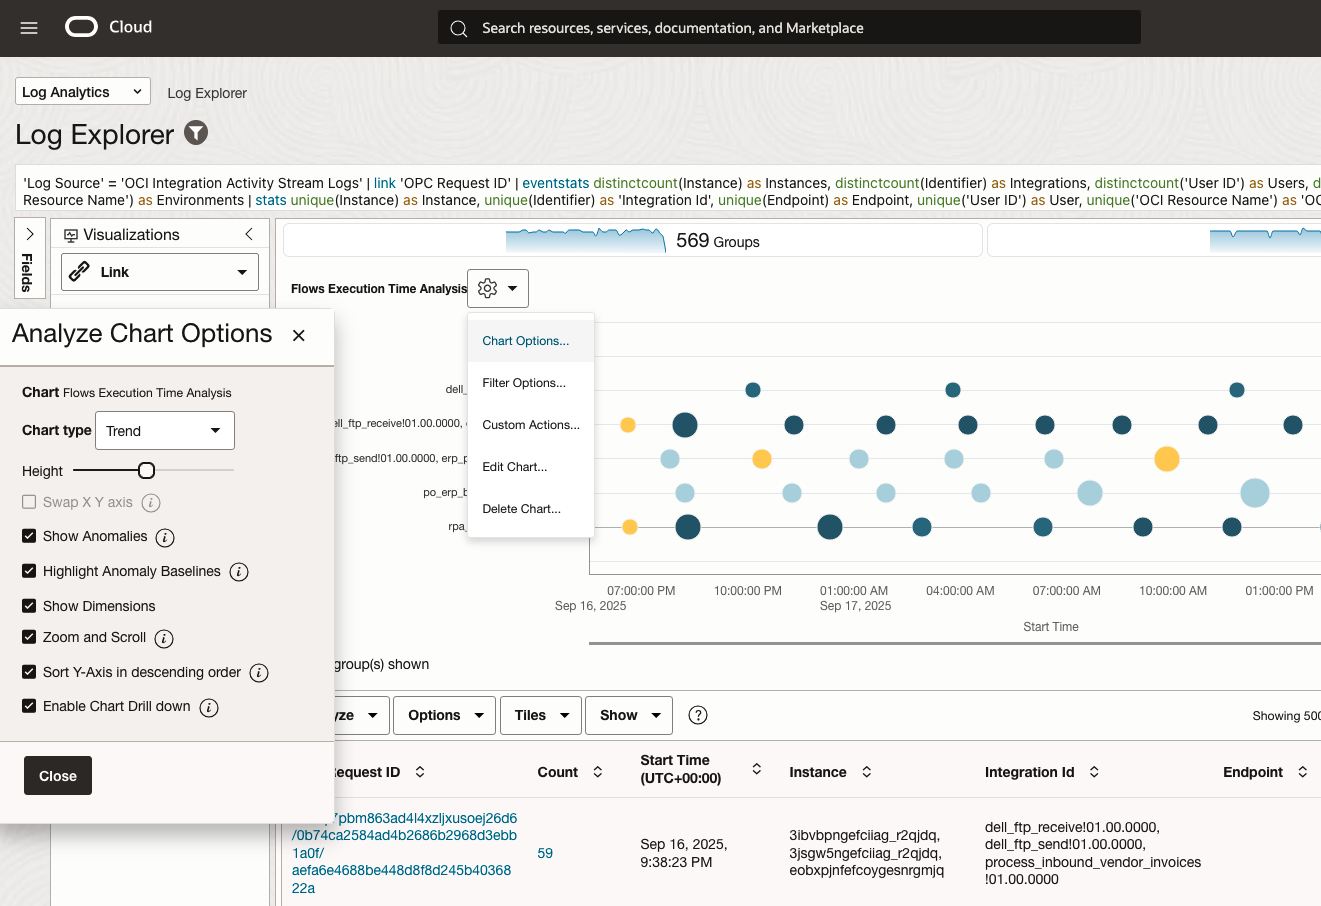 Cloud
Search resources, services, documentation, and Marketplace
Log Analytics
Log Explorer
Log Explorer
'Log Source' = 'OCI Integration Activity Stream Logs' | link 'OPC Request ID' | eventstats distinctcount(Instance) as Instances, distinctcount(Identifier) as Integrations, distinctcount('User ID') as Users, d
Resource Name') as Environments | stats unique(Instance) as Instance, unique(Identifier) as 'Integration Id', unique(Endpoint) as Endpoint, unique('User ID') as User, unique('OCI Resource Name') as 'OC
Fields
Visualizations
Link
569 Groups
Flows Execution Time Analysis
Chart Options...
Filter Options...
Custom Actions...
Edit Chart...
Delete Chart...
Analyze Chart Options
Chart Flows Execution Time Analysis
Chart type Trend
Height
Swap X Y axis
Show Anomalies
Highlight Anomaly Baselines
Show Dimensions
Zoom and Scroll
Sort Y-Axis in descending order
Enable Chart Drill down
Close
dell_
ell_ftp_receive!01.00.0000,
ftp_send!01.00.0000, erp_p
po_erp_b
rpa_
07:00:00 PM 10:00:00 PM 01:00:00 AM 04:00:00 AM 07:00:00 AM 10:00:00 AM 01:00:00 PM
Sep 16, 2025 Sep 17, 2025
Start Time
group(s) shown
yze Options Tiles Show ?
Showing 500
equest ID Count Start Time (UTC+00:00) Instance Integration Id Endpoint
7pbm863ad4l4xzljxusoej26d6
/0b74ca2584ad4b2686b2968d3ebb
1a0f/
aefa6e4688be448d8f8d245b40368
22a
59
Sep 16, 2025,
9:38:23 PM
3ibvbpngefciiag_r2qjdq,
3jsgw5ngefciiag_r2qjdq,
eobxpjnfefcoygesnrgmjq
dell_ftp_receive!01.00.0000,
dell_ftp_send!01.00.0000,
process_inbound_vendor_invoices
!01.00.0000